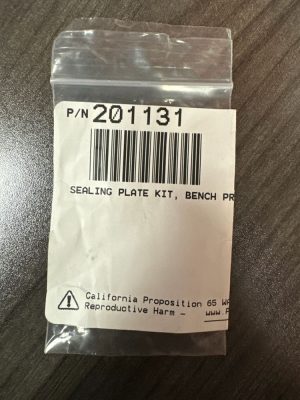 P/N 201131
SEALING PLATE KIT, BENCH PR
California Proposition 65 WA
Reproductive Harm - www.P